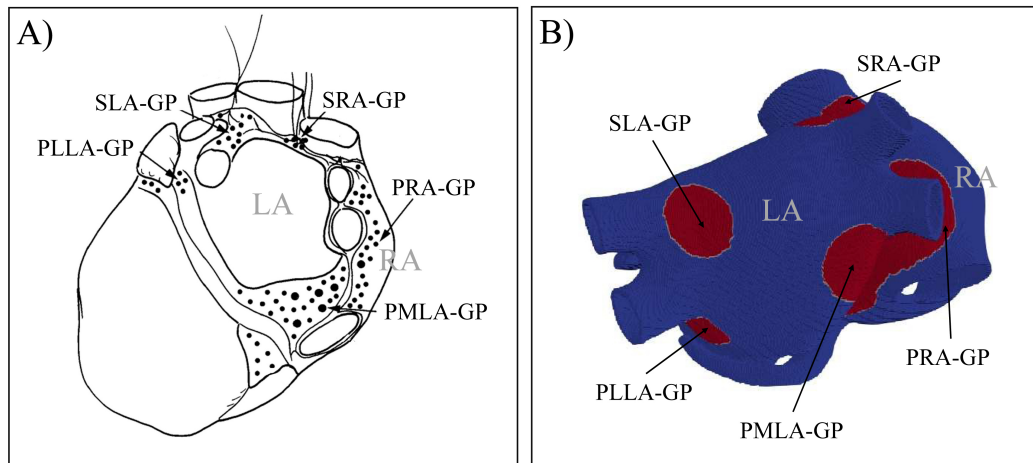 A)
SLA-GP
SRA-GP
PLLA-GP
PRA-GP
LA
RA
PMLA-GP
B)
SRA-GP
SLA-GP
RA
LA
PRA-GP
PLLA-GP
PMLA-GP